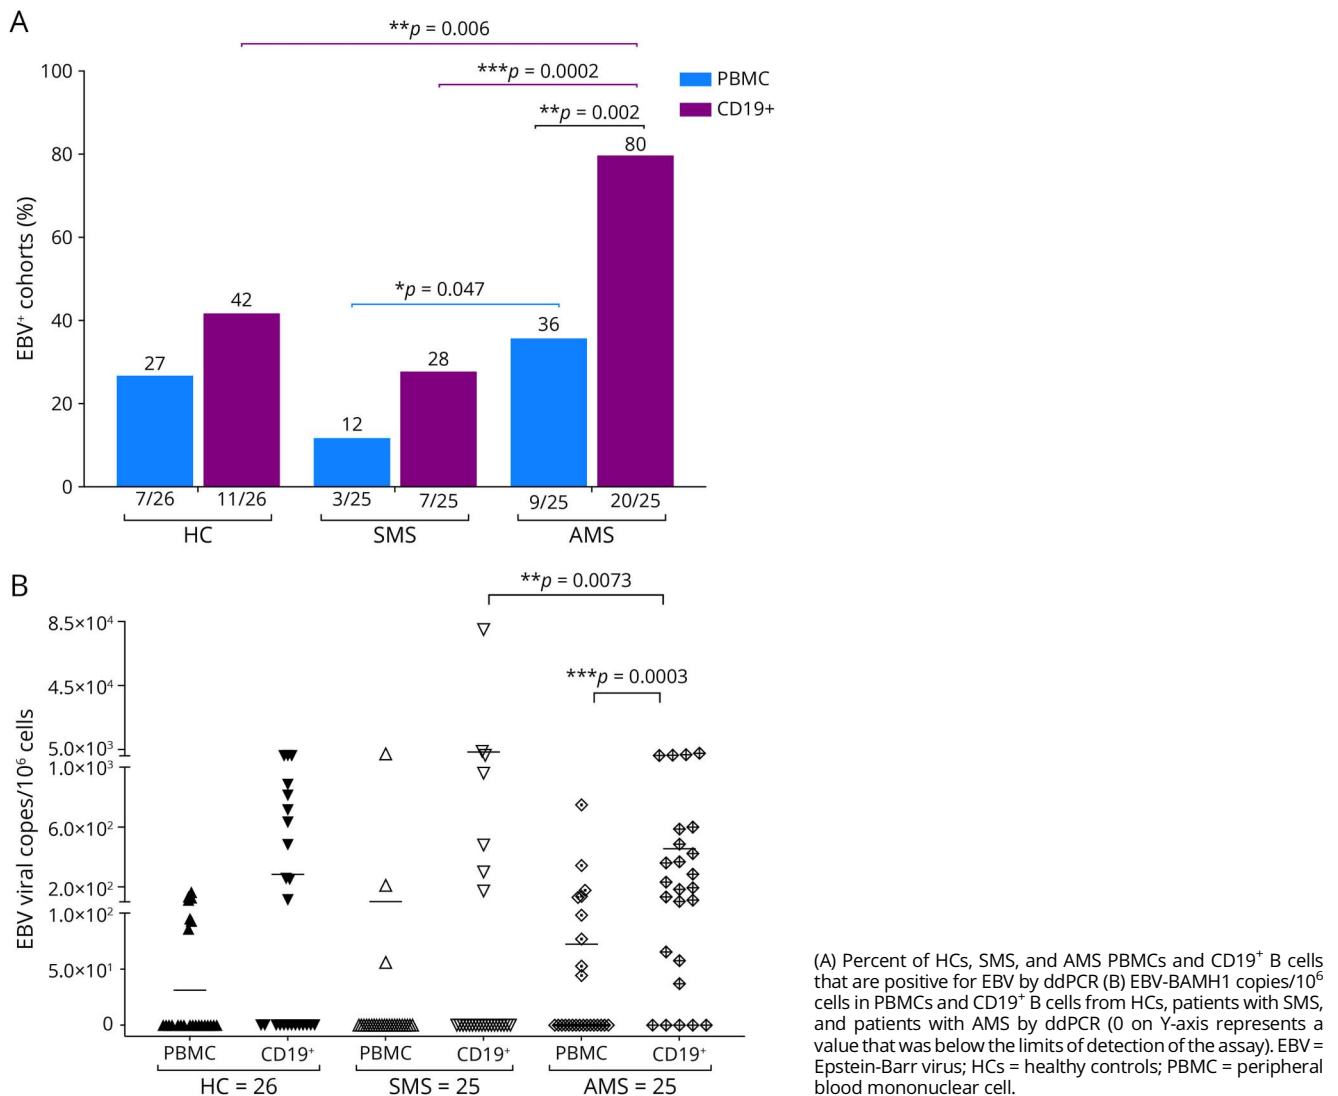 A
**p = 0.006
***p = 0.0002
**p = 0.002
PBMC
CD19+
100
80
60
40
20
0
EBV⁺ cohorts (%)
27
42
12
28
36
80
*p = 0.047
7/26
11/26
3/25
7/25
9/25
20/25
HC
SMS
AMS
B
**p = 0.0073
***p = 0.0003
8.5×10⁴
4.5×10⁴
5.0×10³
1.0×10³
6.0×10²
2.0×10²
1.0×10²
5.0×10¹
0
EBV viral copes/10⁶ cells
PBMC
CD19⁺
PBMC
CD19⁺
PBMC
CD19⁺
HC = 26
SMS = 25
AMS = 25
(A) Percent of HCs, SMS, and AMS PBMCs and CD19⁺ B cells
that are positive for EBV by ddPCR (B) EBV-BAMH1 copies/10⁶
cells in PBMCs and CD19⁺ B cells from HCs, patients with SMS,
and patients with AMS by ddPCR (0 on Y-axis represents a
value that was below the limits of detection of the assay). EBV =
Epstein-Barr virus; HCs = healthy controls; PBMC = peripheral
blood mononuclear cell.